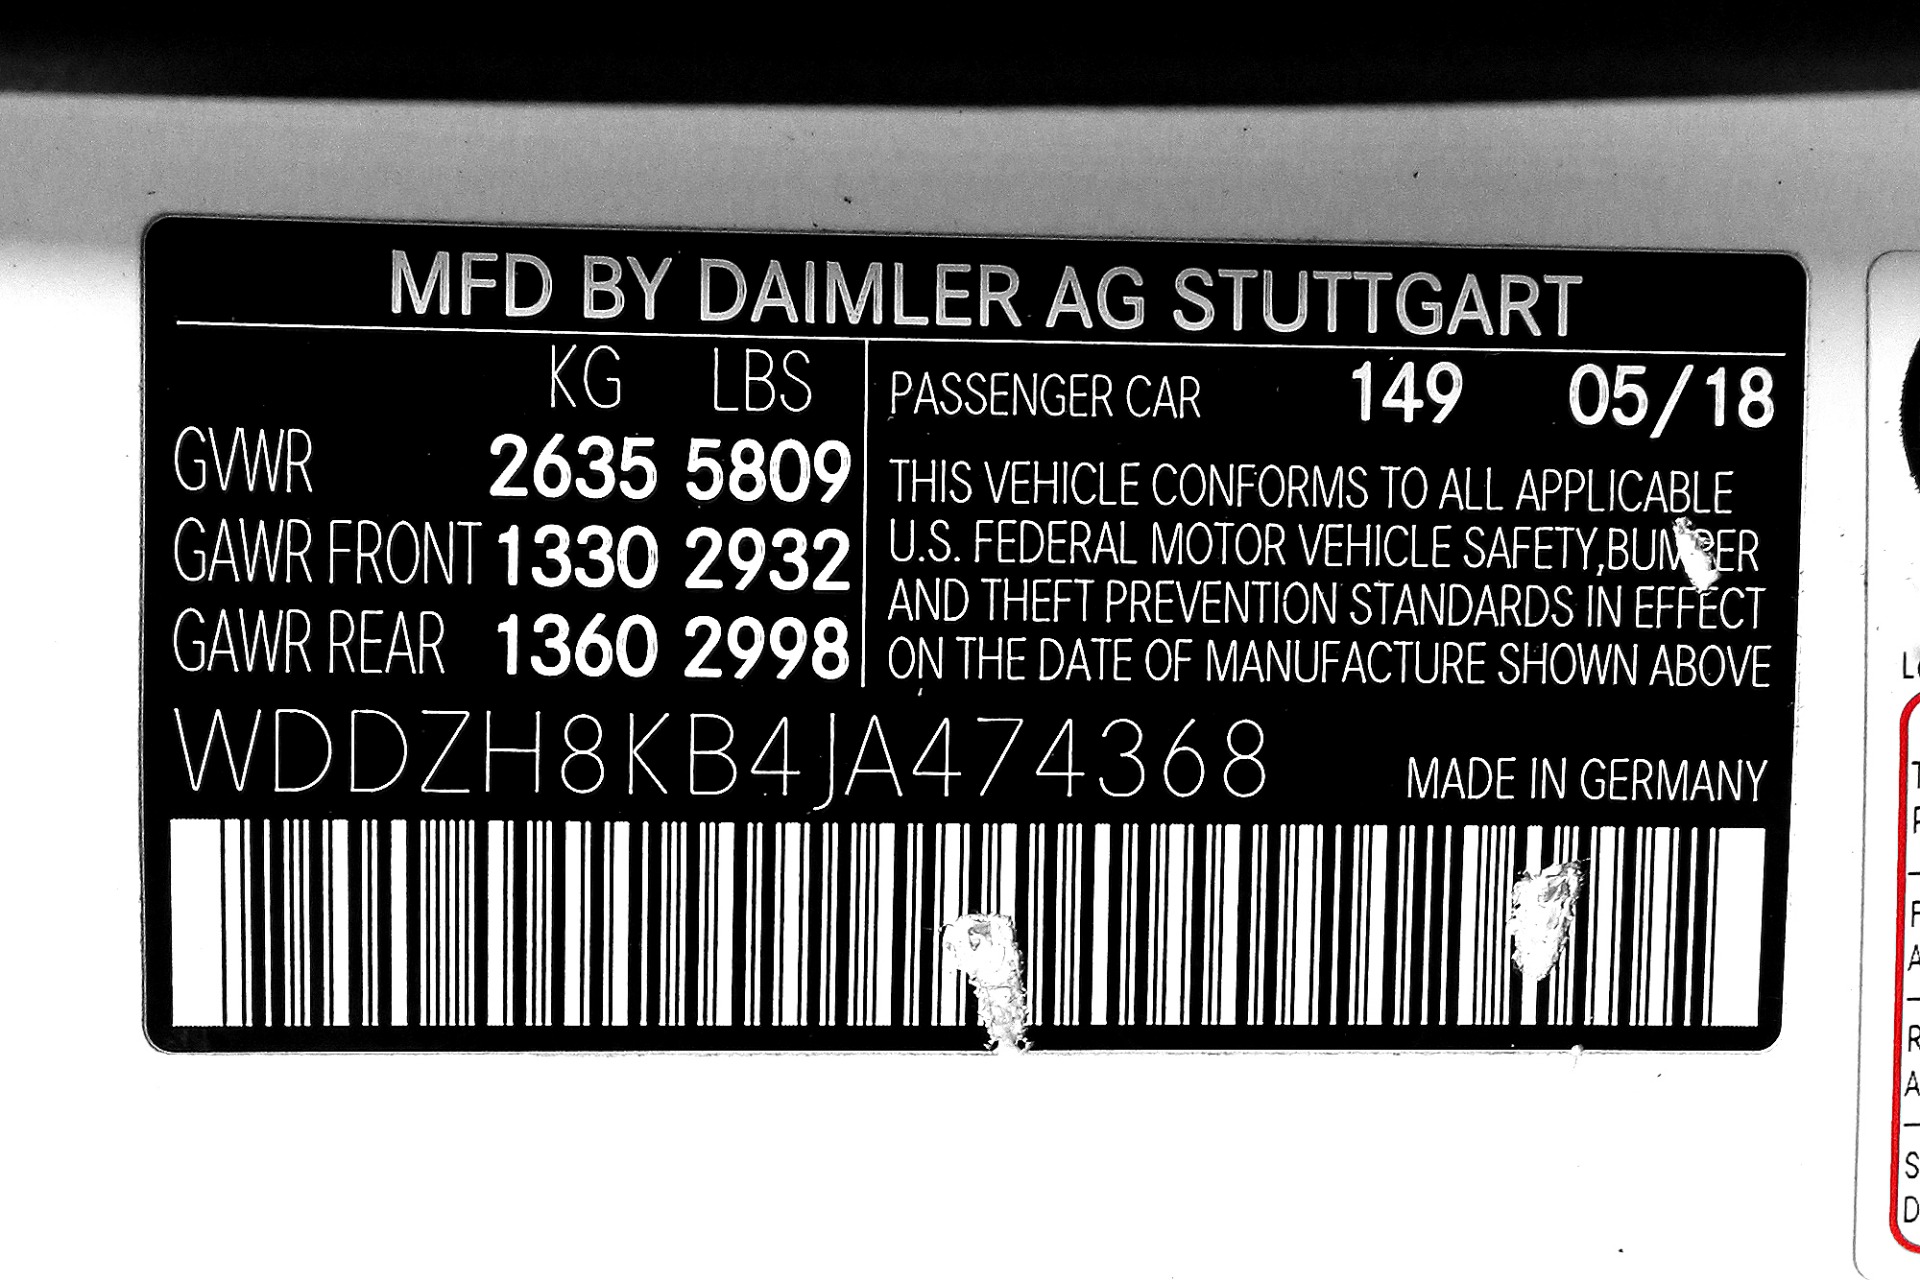 MFD BY DAIMLER AG STUTTGART
KG LBS
GVWR 2635 5809
GAWR FRONT 1330 2932
GAWR REAR 1360 2998
PASSENGER CAR 149 05/18
THIS VEHICLE CONFORMS TO ALL APPLICABLE
U.S. FEDERAL MOTOR VEHICLE SAFETY,BUMPER
AND THEFT PREVENTION STANDARDS IN EFFECT
ON THE DATE OF MANUFACTURE SHOWN ABOVE
WDDZH8KB4JA474368
MADE IN GERMANY